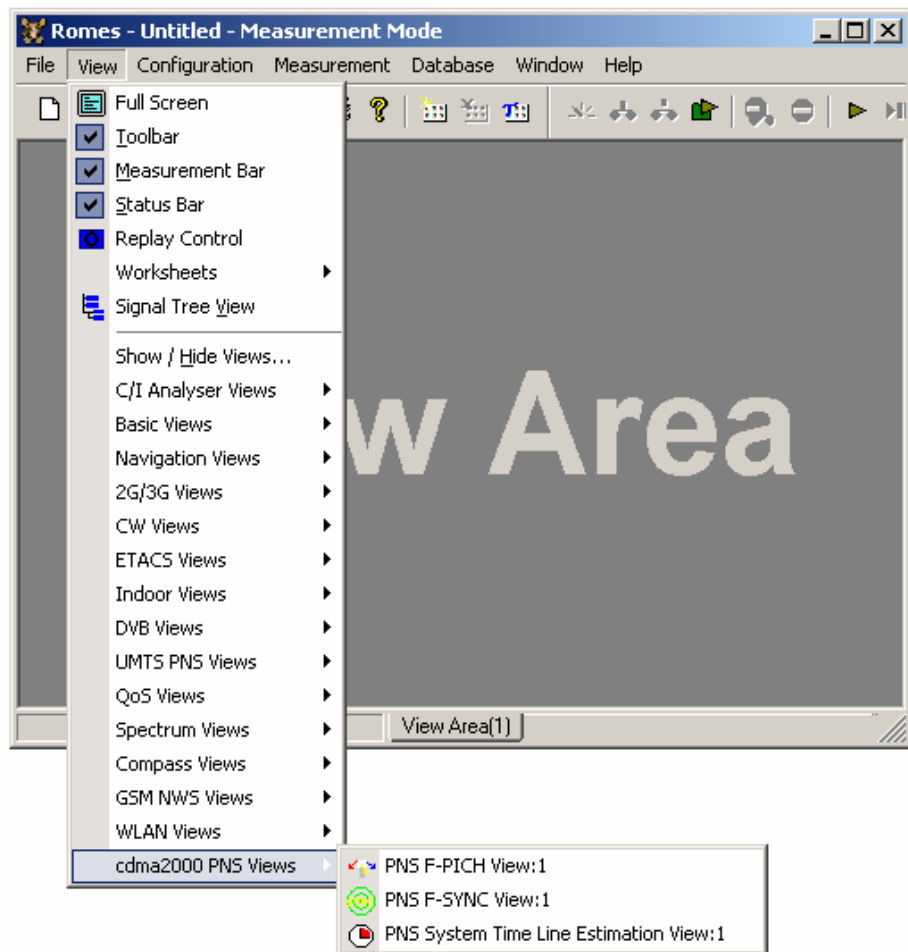 Romes - Untitled - Measurement Mode
File View Configuration Measurement Database Window Help
Full Screen
Toolbar
Measurement Bar
Status Bar
Replay Control
Worksheets
Signal Tree View
Show / Hide Views...
C/I Analyser Views
Basic Views
Navigation Views
2G/3G Views
CW Views
ETACS Views
Indoor Views
DVB Views
UMTS PNS Views
QoS Views
Spectrum Views
Compass Views
GSM NWS Views
WLAN Views
cdma2000 PNS Views
w Area
View Area(1)
PNS F-PICH View:1
PNS F-SYNC View:1
PNS System Time Line Estimation View:1